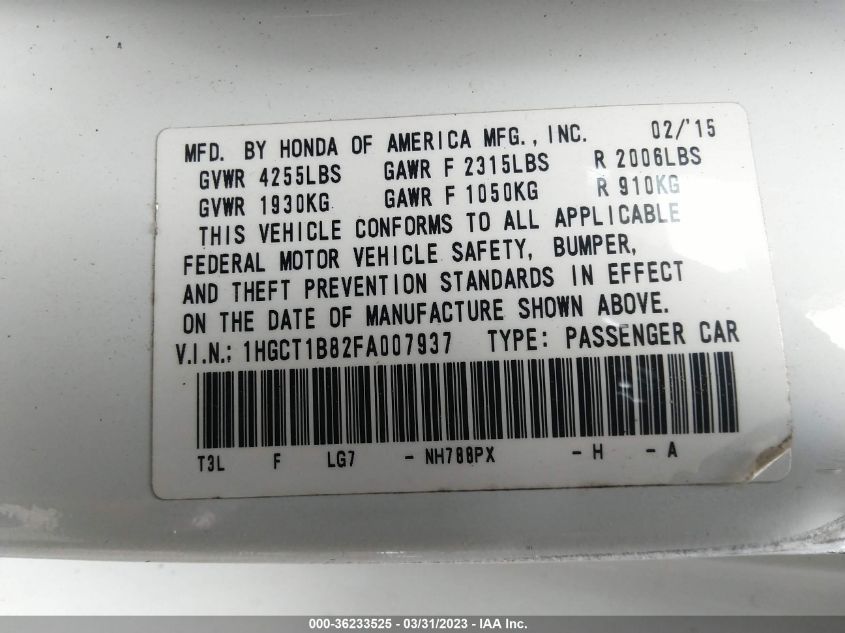 MFD. BY HONDA OF AMERICA MFG., INC. 02/'15
GVWR 4255LBS GAWR F 2315LBS R 2006LBS
GVWR 1930KG GAWR F 1050KG R 910KG
THIS VEHICLE CONFORMS TO ALL APPLICABLE
FEDERAL MOTOR VEHICLE SAFETY, BUMPER,
AND THEFT PREVENTION STANDARDS IN EFFECT
ON THE DATE OF MANUFACTURE SHOWN ABOVE.
V.I.N.: 1HGCT1B82FA007937 TYPE: PASSENGER CAR
T3L F LG7 - NH788PX - H - A
000-36233525 - 03/31/2023 - IAA Inc.